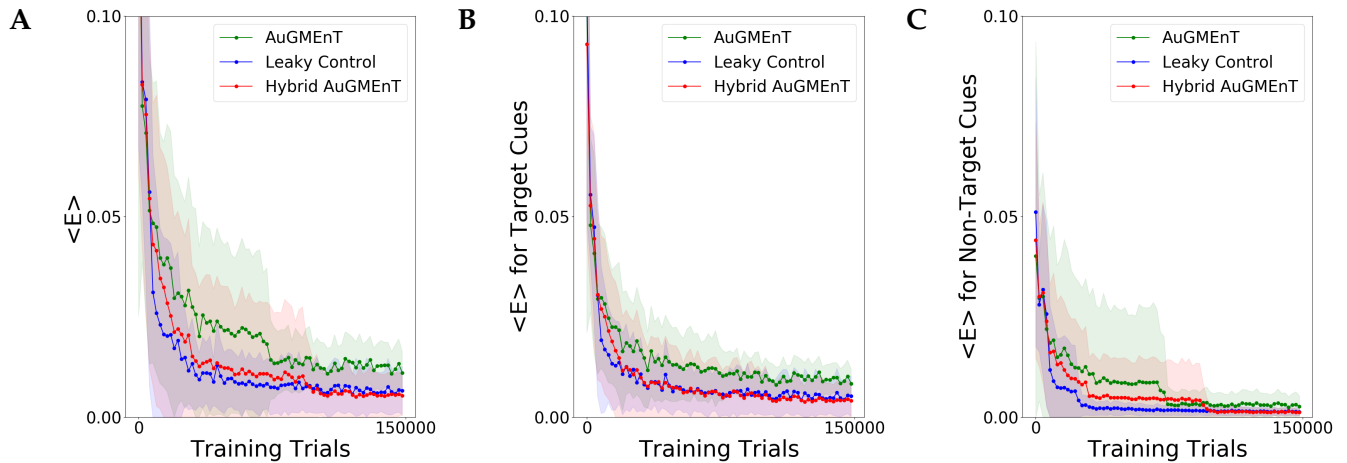 A
0.10
0.05
0.00
<E>
AuGMEnT
Leaky Control
Hybrid AuGMEnT
0
150000
Training Trials
B
0.10
0.05
0.00
<E> for Target Cues
AuGMEnT
Leaky Control
Hybrid AuGMEnT
0
150000
Training Trials
C
0.10
0.05
0.00
<E> for Non-Target Cues
AuGMEnT
Leaky Control
Hybrid AuGMEnT
0
150000
Training Trials